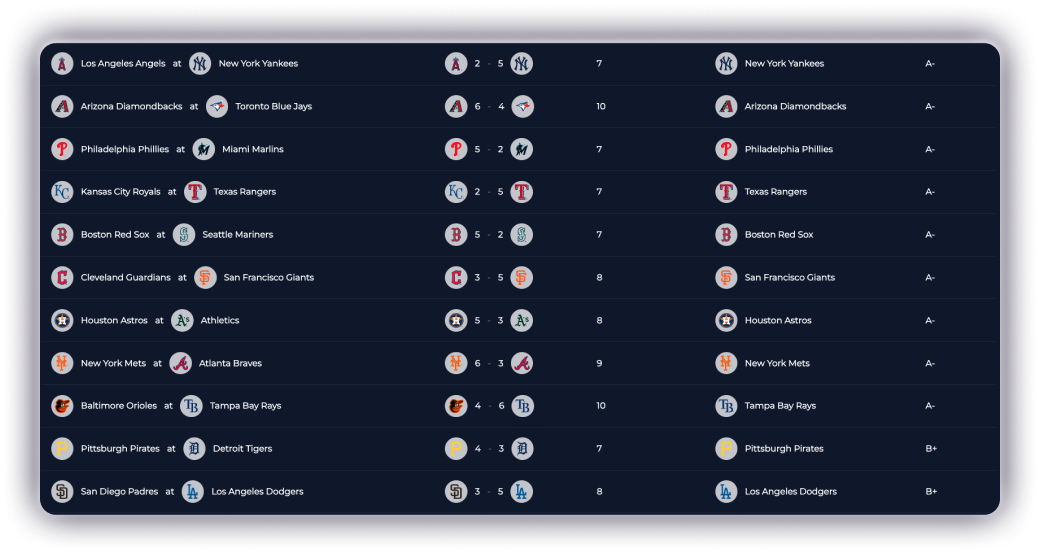 Los Angeles Angels at New York Yankees 2 - 5 7 New York Yankees A-
Arizona Diamondbacks at Toronto Blue Jays 6 - 4 10 Arizona Diamondbacks A-
Philadelphia Phillies at Miami Marlins 5 - 2 7 Philadelphia Phillies A-
Kansas City Royals at Texas Rangers 2 - 5 7 Texas Rangers A-
Boston Red Sox at Seattle Mariners 5 - 2 7 Boston Red Sox A-
Cleveland Guardians at San Francisco Giants 3 - 5 8 San Francisco Giants A-
Houston Astros at Athletics 5 - 3 8 Houston Astros A-
New York Mets at Atlanta Braves 6 - 3 9 New York Mets A-
Baltimore Orioles at Tampa Bay Rays 4 - 6 10 Tampa Bay Rays A-
Pittsburgh Pirates at Detroit Tigers 4 - 3 7 Pittsburgh Pirates B+
San Diego Padres at Los Angeles Dodgers 3 - 5 8 Los Angeles Dodgers B+